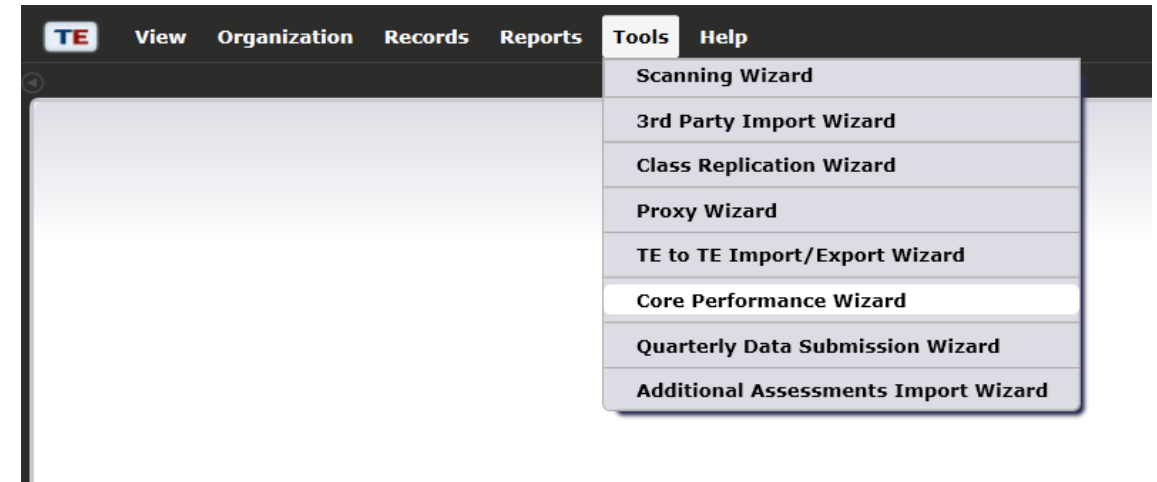 TE View Organization Records Reports Tools Help
Scanning Wizard
3rd Party Import Wizard
Class Replication Wizard
Proxy Wizard
TE to TE Import/Export Wizard
Core Performance Wizard
Quarterly Data Submission Wizard
Additional Assessments Import Wizard